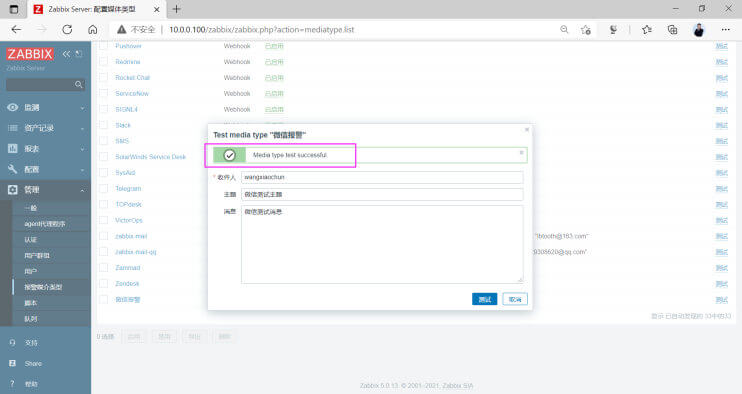 Zabbix Server: 配置媒体类型
不安全 10.0.0.100/zabbix/zabbix.php?action=mediatype.list
ZABBIX
Zabbix Server
监测
资产记录
报表
配置
管理
一般
agent代理程序
认证
用户群组
用户
报警媒介类型
脚本
队列
支持
Share
帮助
Pushover Webhook 已启用 测试
Redmine Webhook 已启用 测试
Rocket.Chat Webhook 已启用 测试
ServiceNow Webhook 已启用 测试
SIGNL4 Webhook 已启用 测试
Slack 测试
SMS 测试
SolarWinds Service Desk 测试
SysAid 测试
Telegram 测试
TOPdesk 测试
VictorOps 测试
zabbix-mail 测试
zabbix-mail-qq 测试
Zammad 测试
Zendesk 测试
微信报警 测试
Test media type "微信报警"
Media type test successful.
* 收件人 wangxiaochun
主题 微信测试主题
消息 微信测试消息
测试 取消
显示 已自动发现的 33中的33
0 选择 启用 禁用 导出 删除
Zabbix 5.0.13. © 2001–2021, Zabbix SIA